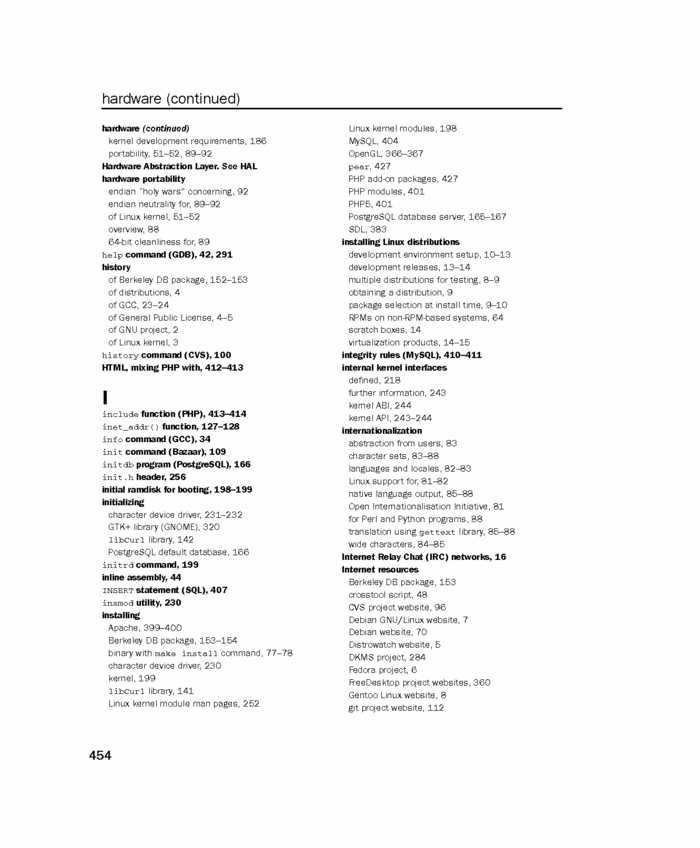 hardware (continued)
hardware (continued)
kernel development requirements, 186
portability, 51–52, 89–92
Hardware Abstraction Layer. See HAL
hardware portability
endian "holy wars" concerning, 92
endian neutrality for, 89–92
of Linux kernel, 51–52
overview, 88
64-bit cleanliness for, 89
help command (GDB), 42, 291
history
of Berkeley DB package, 152–153
of distributions, 4
of GCC, 23–24
of General Public License, 4–5
of GNU project, 2
of Linux kernel, 3
history command (CVS), 100
HTML, mixing PHP with, 412–413
I
include function (PHP), 413–414
inet_addr() function, 127–128
info command (GCC), 34
init command (Bazaar), 109
initdb program (PostgreSQL), 166
init.h header, 256
initial ramdisk for booting, 198–199
initializing
character device driver, 231–232
GTK+ library (GNOME), 320
libCurl library, 142
PostgreSQL default database, 166
initrd command, 199
inline assembly, 44
INSERT statement (SQL), 407
insmod utility, 230
installing
Apache, 399–400
Berkeley DB package, 153–154
binary with make install command, 77–78
character device driver, 230
kernel, 199
libCurl library, 141
Linux kernel module man pages, 252
Linux kernel modules, 198
MySQL, 404
OpenGL, 366–367
pear, 427
PHP add-on packages, 427
PHP modules, 401
PHP5, 401
PostgreSQL database server, 165–167
SDL, 383
installing Linux distributions
development environment setup, 10–13
development releases, 13–14
multiple distributions for testing, 8–9
obtaining a distribution, 9
package selection at install time, 9–10
RPMs on non-RPM-based systems, 64
scratch boxes, 14
virtualization products, 14–15
integrity rules (MySQL), 410–411
internal kernel interfaces
defined, 218
further information, 243
kernel ABI, 244
kernel API, 243–244
internationalization
abstraction from users, 83
character sets, 83–88
languages and locales, 82–83
Linux support for, 81–82
native language output, 85–88
Open Internationalisation Initiative, 81
for Perl and Python programs, 88
translation using gettext library, 85–88
wide characters, 84–85
Internet Relay Chat (IRC) networks, 16
Internet resources
Berkeley DB package, 153
crosstool script, 48
CVS project website, 96
Debian GNU/Linux website, 7
Debian website, 70
Distrowatch website, 5
DKMS project, 284
Fedora project, 6
FreeDesktop project websites, 360
Gentoo Linux website, 8
git project website, 112
454